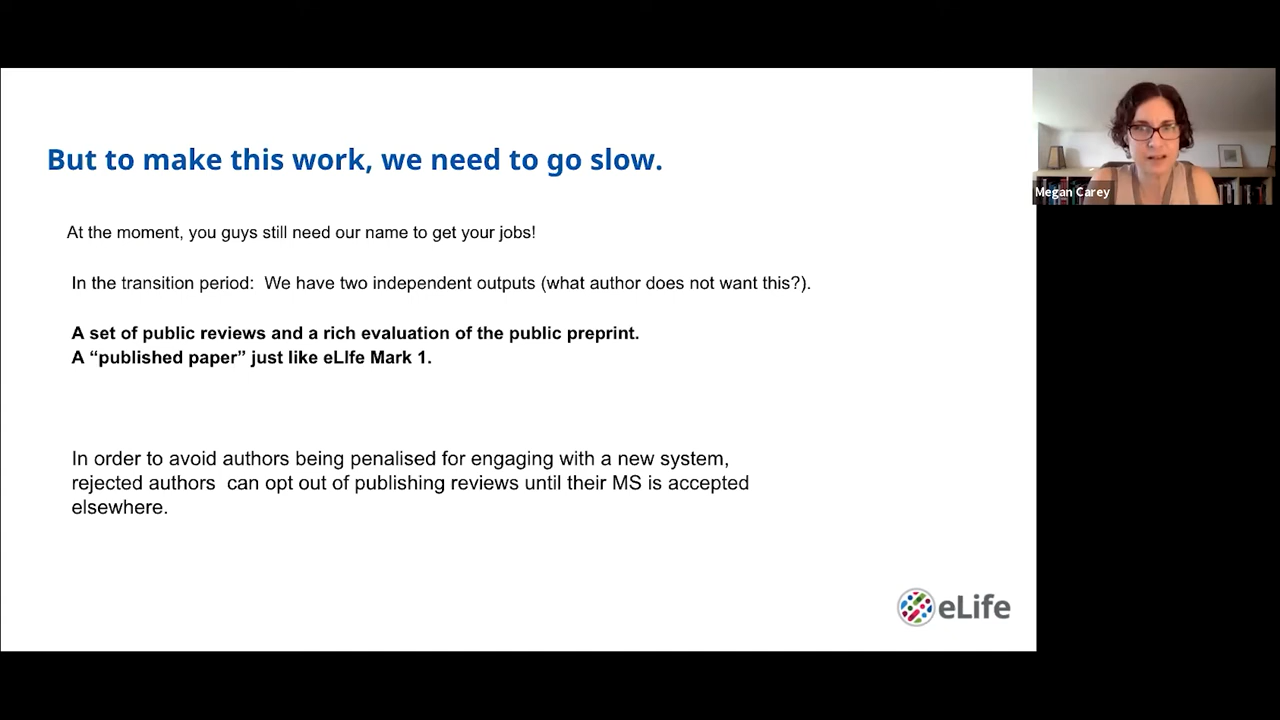 But to make this work, we need to go slow.
At the moment, you guys still need our name to get your jobs!
In the transition period:  We have two independent outputs (what author does not want this?).
A set of public reviews and a rich evaluation of the public preprint.
A “published paper” just like eLIfe Mark 1.
In order to avoid authors being penalised for engaging with a new system,
rejected authors  can opt out of publishing reviews until their MS is accepted
elsewhere.
eLife
Megan Carey